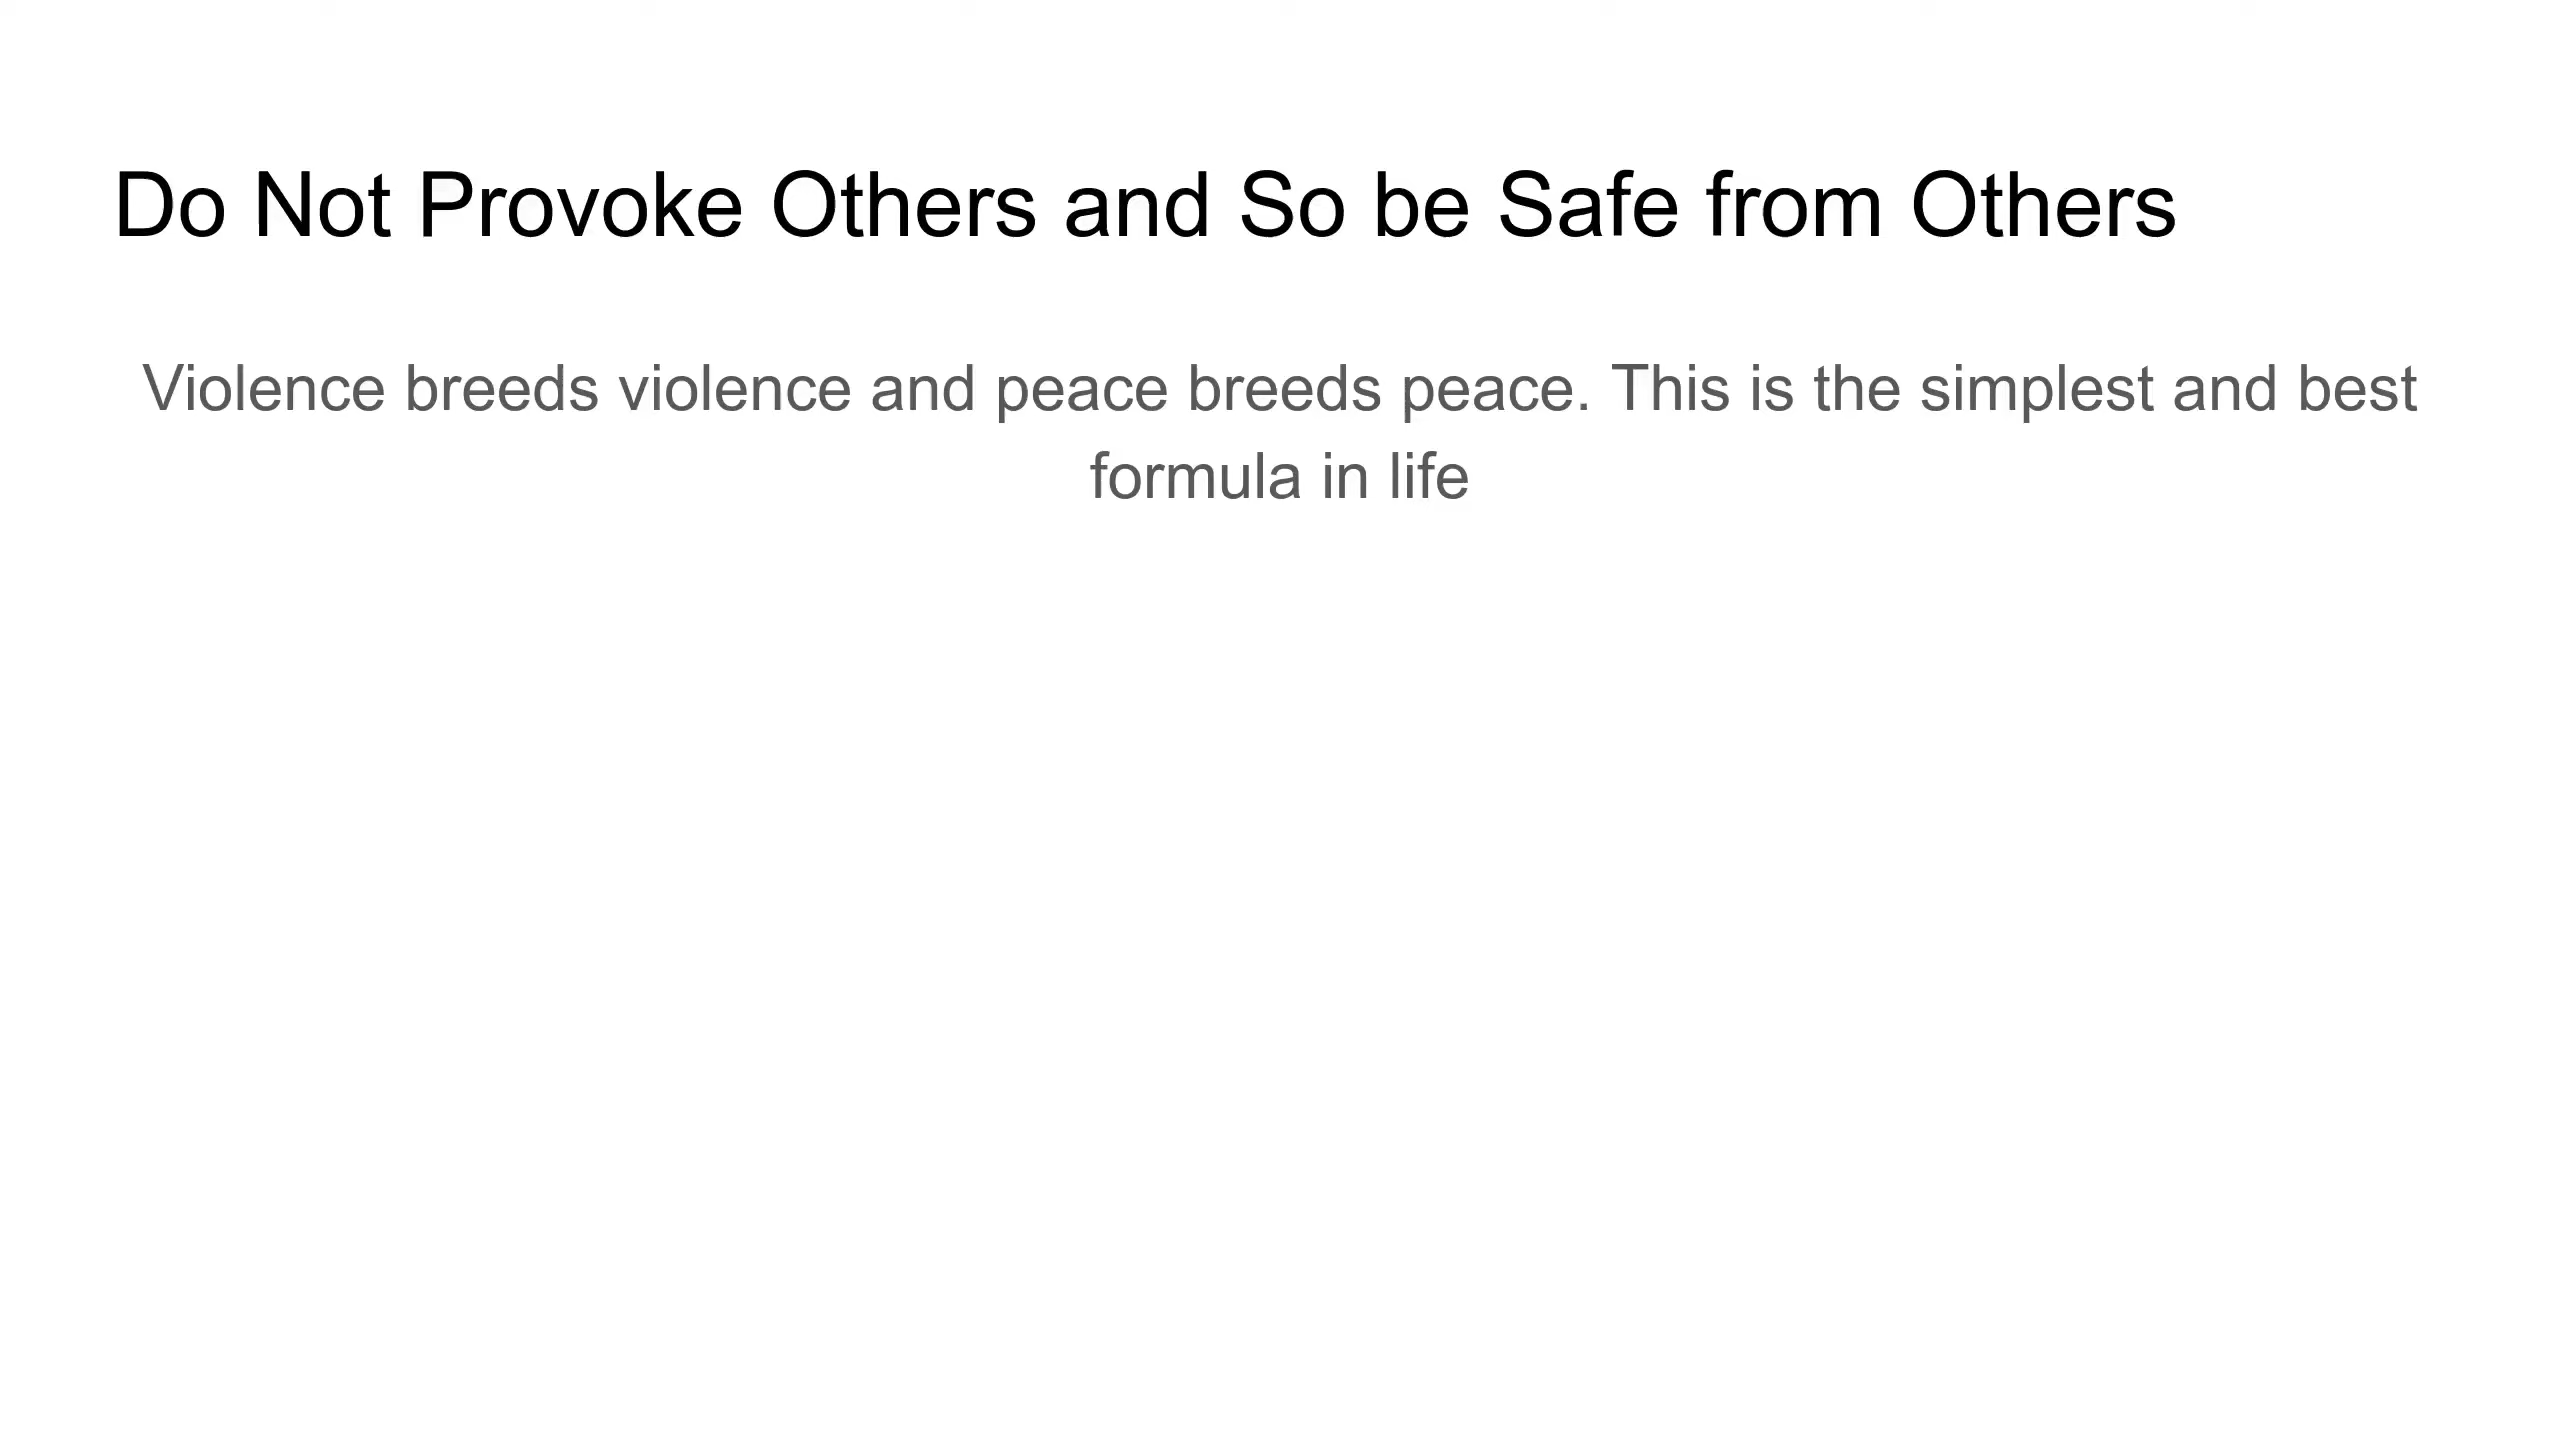 Do Not Provoke Others and So be Safe from Others
Violence breeds violence and peace breeds peace. This is the simplest and best
formula in life